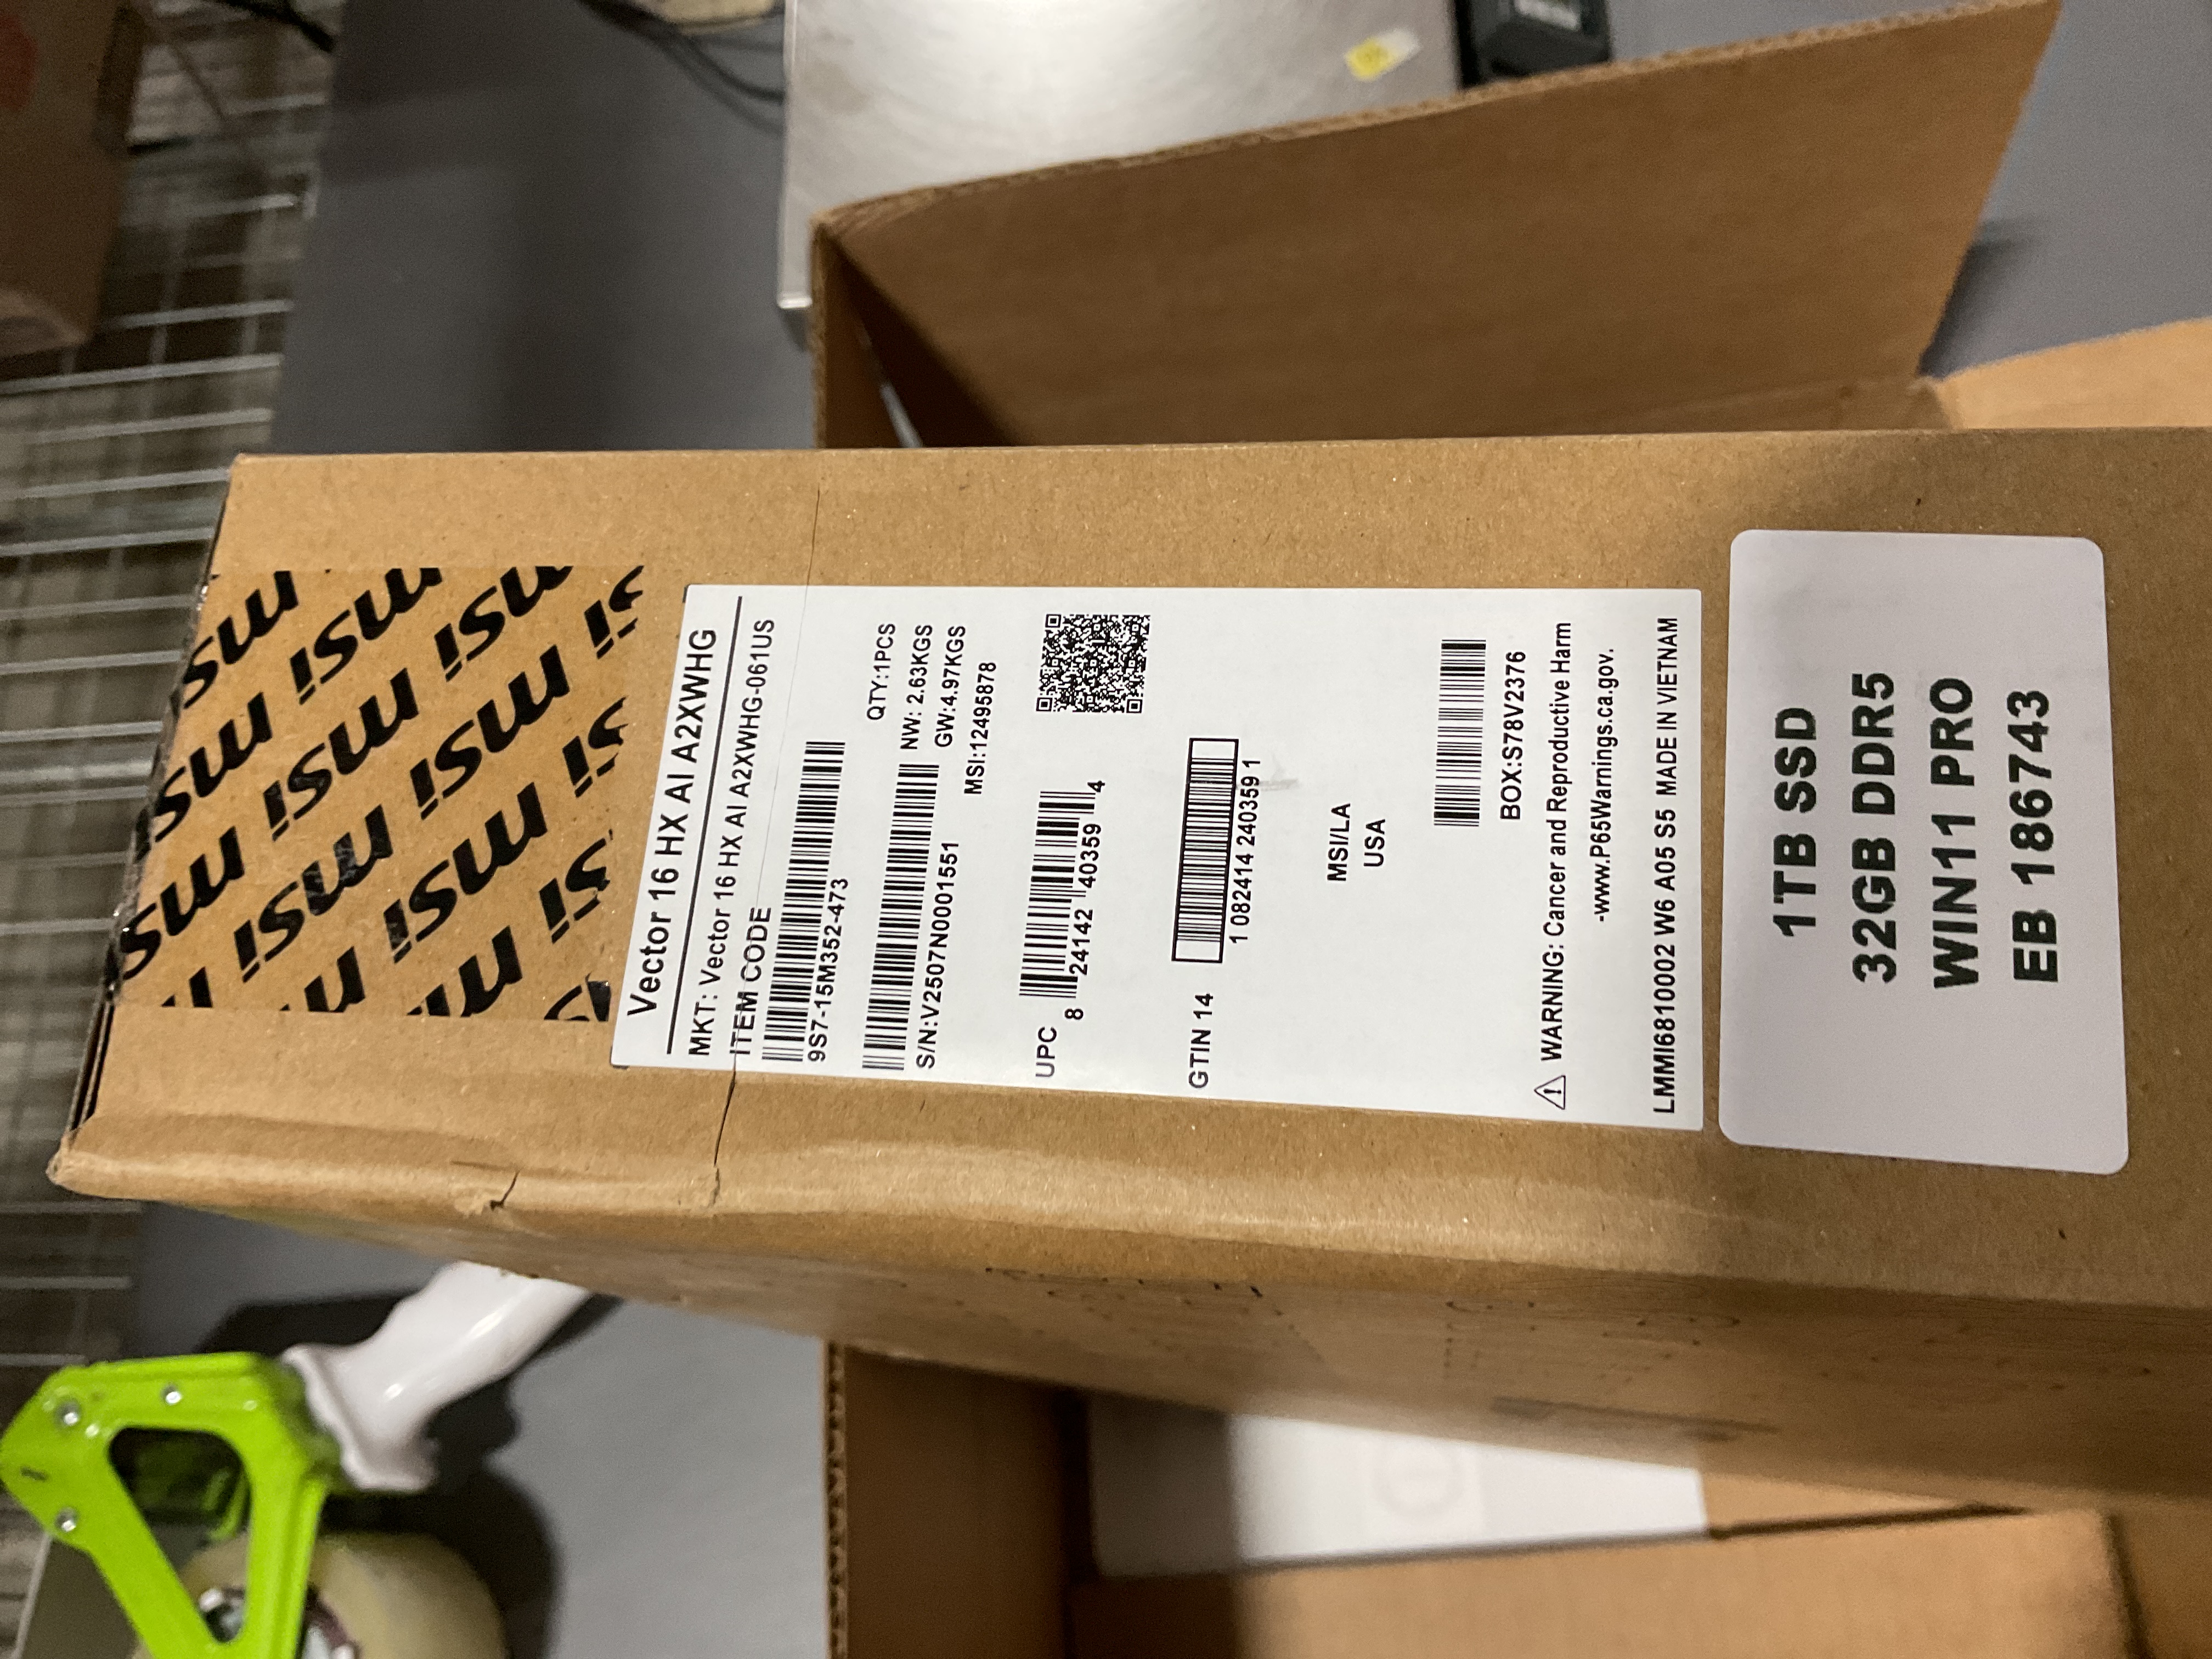 msi msi msi
Vector 16 HX AI A2XWHG
MKT: Vector 16 HX AI A2XWHG-061US
ITEM CODE
9S7-15M352-473
QTY:1PCS
S/N:V2507N0001551
NW: 2.63KGS
GW:4.97KGS
MSI:12495878
UPC
8 24142 40359 4
GTIN 14
1 082414 240359 1
MSI/LA
USA
BOX:S78V2376
WARNING: Cancer and Reproductive Harm
-www.P65Warnings.ca.gov.
LMMI6810002 W6 A05 S5 MADE IN VIETNAM
1TB SSD
32GB DDR5
WIN11 PRO
EB 186743